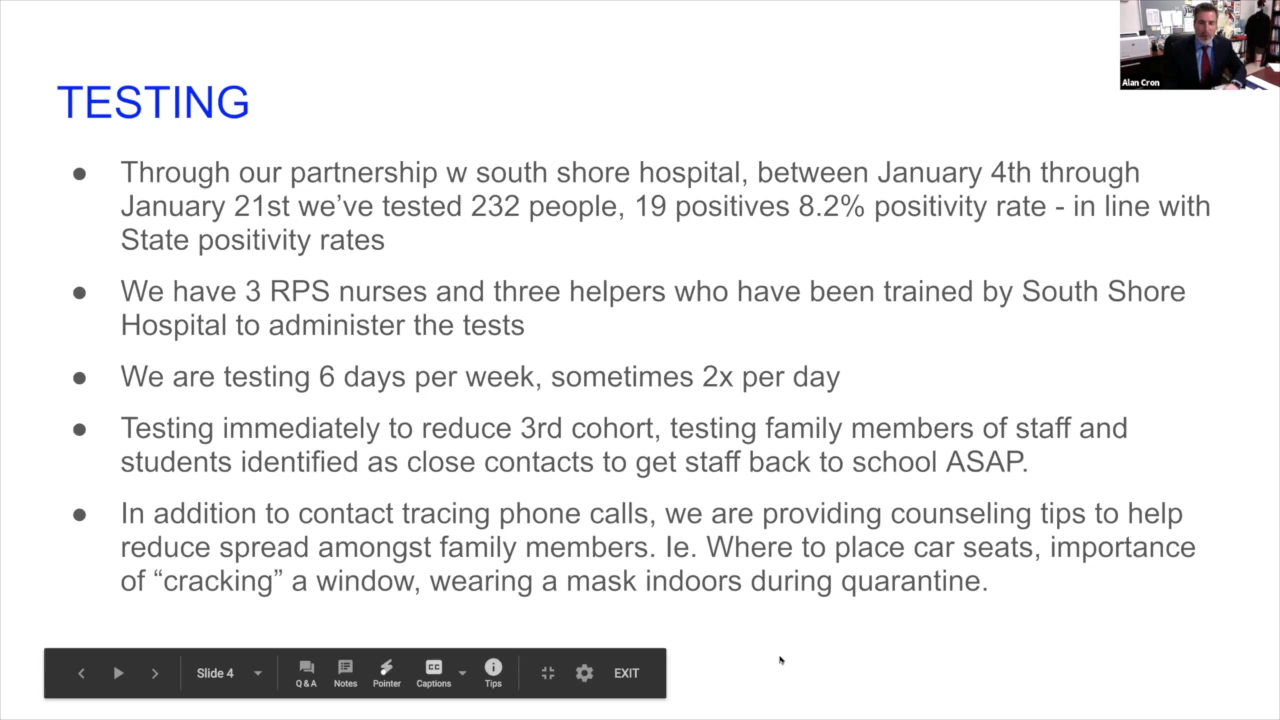 Alan Cron
TESTING
● Through our partnership w south shore hospital, between January 4th through
January 21st we’ve tested 232 people, 19 positives 8.2% positivity rate - in line with
State positivity rates
● We have 3 RPS nurses and three helpers who have been trained by South Shore
Hospital to administer the tests
● We are testing 6 days per week, sometimes 2x per day
● Testing immediately to reduce 3rd cohort, testing family members of staff and
students identified as close contacts to get staff back to school ASAP.
● In addition to contact tracing phone calls, we are providing counseling tips to help
reduce spread amongst family members. Ie. Where to place car seats, importance
of “cracking” a window, wearing a mask indoors during quarantine.
Slide 4
Q & A
Notes
Pointer
CC
Captions
Tips
EXIT